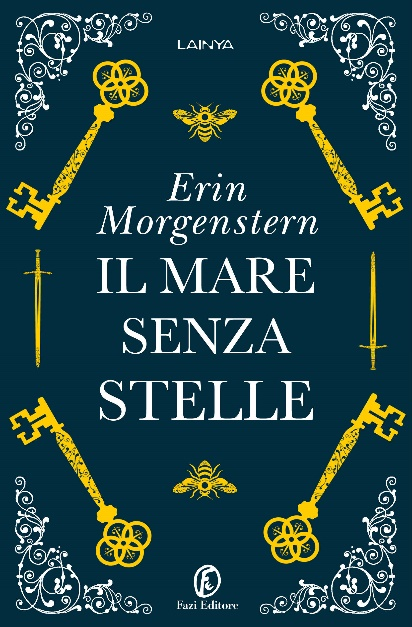 LAINYA
Erin
Morgenstern
IL MARE
SENZA
STELLE
Fazi Editore